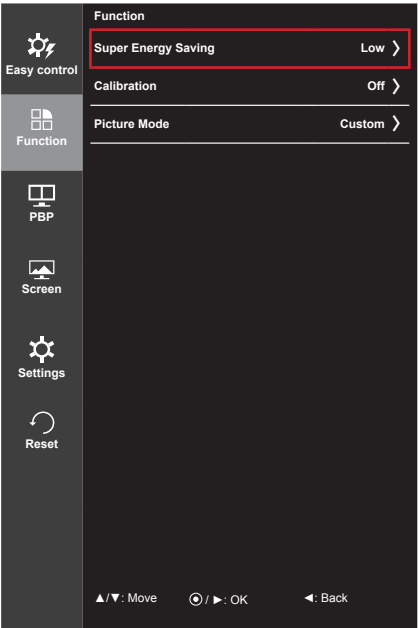 Easy control
Function
PBP
Screen
Settings
Reset
Function
Super Energy Saving Low
Calibration Off
Picture Mode Custom
▲/▼: Move ⦿ / ►: OK ◄: Back